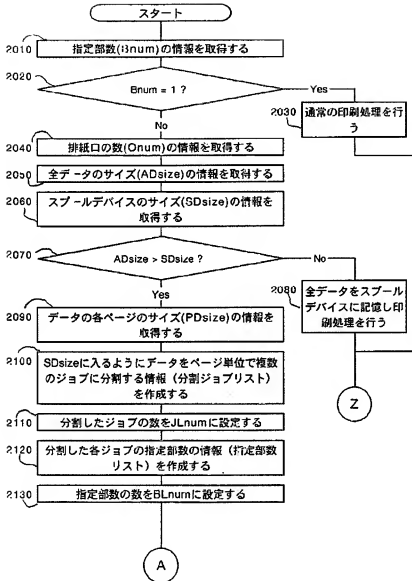 スタート
2010
指定部数(Bnum)の情報を取得する
2020
Bnum = 1 ?
Yes
No
2030
通常の印刷処理を行
う
2040
排紙口の数(Onum)の情報を取得する
2050
全データのサイズ(ADsize)の情報を取得する
2060
スプールデバイスのサイズ(SDsize)の情報を
取得する
2070
ADsize > SDsize ?
No
Yes
2080
全データをスプール
デバイスに記憶し印
刷処理を行う
2090
データの各ページのサイズ(PDsize)の情報を
取得する
Z
2100
SDsizeに入るようにデータをページ単位で複数
のジョブに分割する情報（分割ジョブリスト）
を作成する
2110
分割したジョブの数をJLnumに設定する
2120
分割した各ジョブの指定部数の情報（指定部数
リスト）を作成する
2130
指定部数の数をBLnumに設定する
A